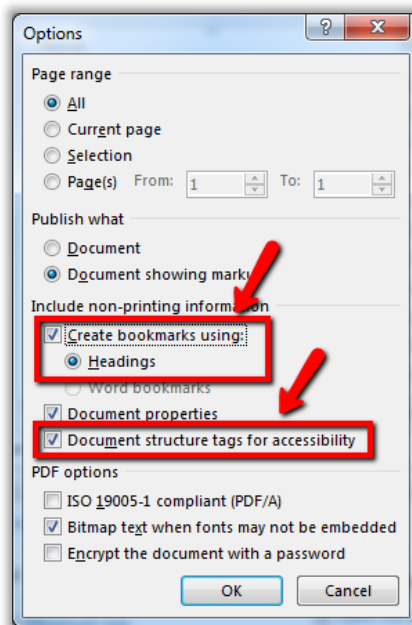 Options
Page range
All
Current page
Selection
Page(s) From: 1 To: 1
Publish what
Document
Document showing marku
Include non-printing information
Create bookmarks using:
Headings
Word bookmarks
Document properties
Document structure tags for accessibility
PDF options
ISO 19005-1 compliant (PDF/A)
Bitmap text when fonts may not be embedded
Encrypt the document with a password
OK Cancel